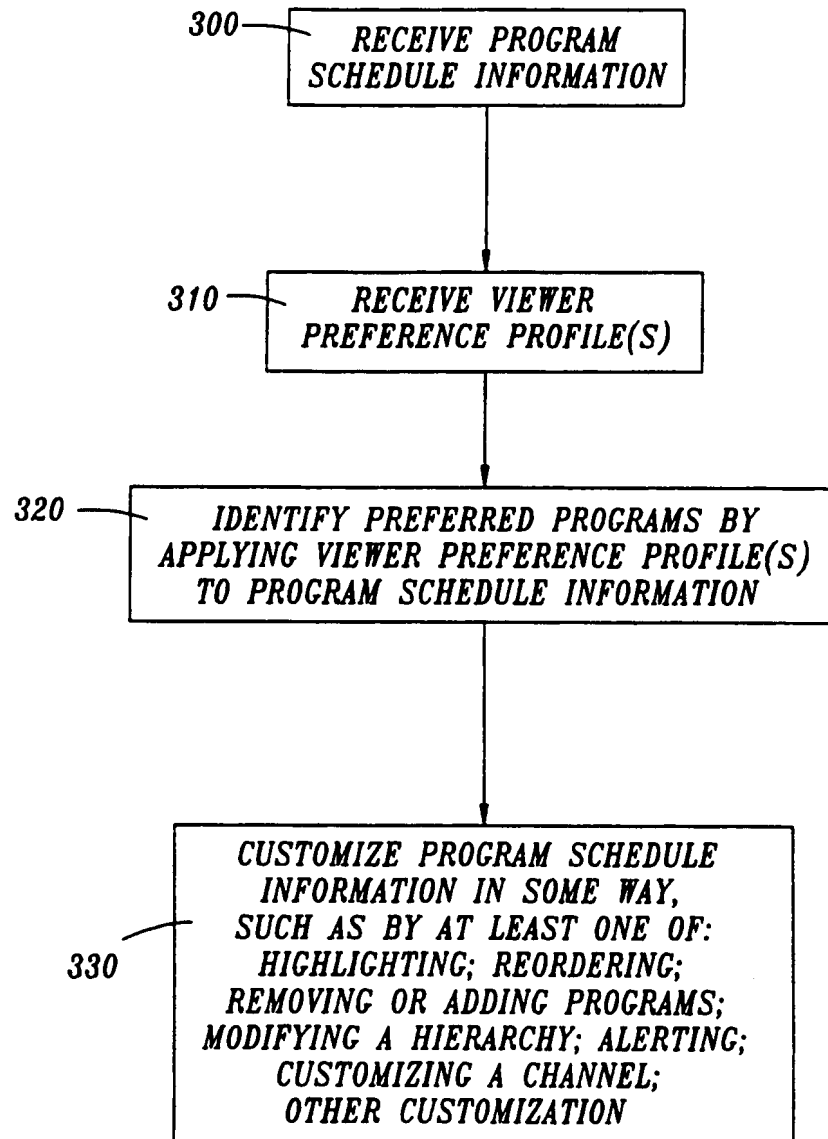 300
RECEIVE PROGRAM
SCHEDULE INFORMATION
310
RECEIVE VIEWER
PREFERENCE PROFILE(S)
320
IDENTIFY PREFERRED PROGRAMS BY
APPLYING VIEWER PREFERENCE PROFILE(S)
TO PROGRAM SCHEDULE INFORMATION
330
CUSTOMIZE PROGRAM SCHEDULE
INFORMATION IN SOME WAY,
SUCH AS BY AT LEAST ONE OF:
HIGHLIGHTING; REORDERING;
REMOVING OR ADDING PROGRAMS;
MODIFYING A HIERARCHY; ALERTING;
CUSTOMIZING A CHANNEL;
OTHER CUSTOMIZATION